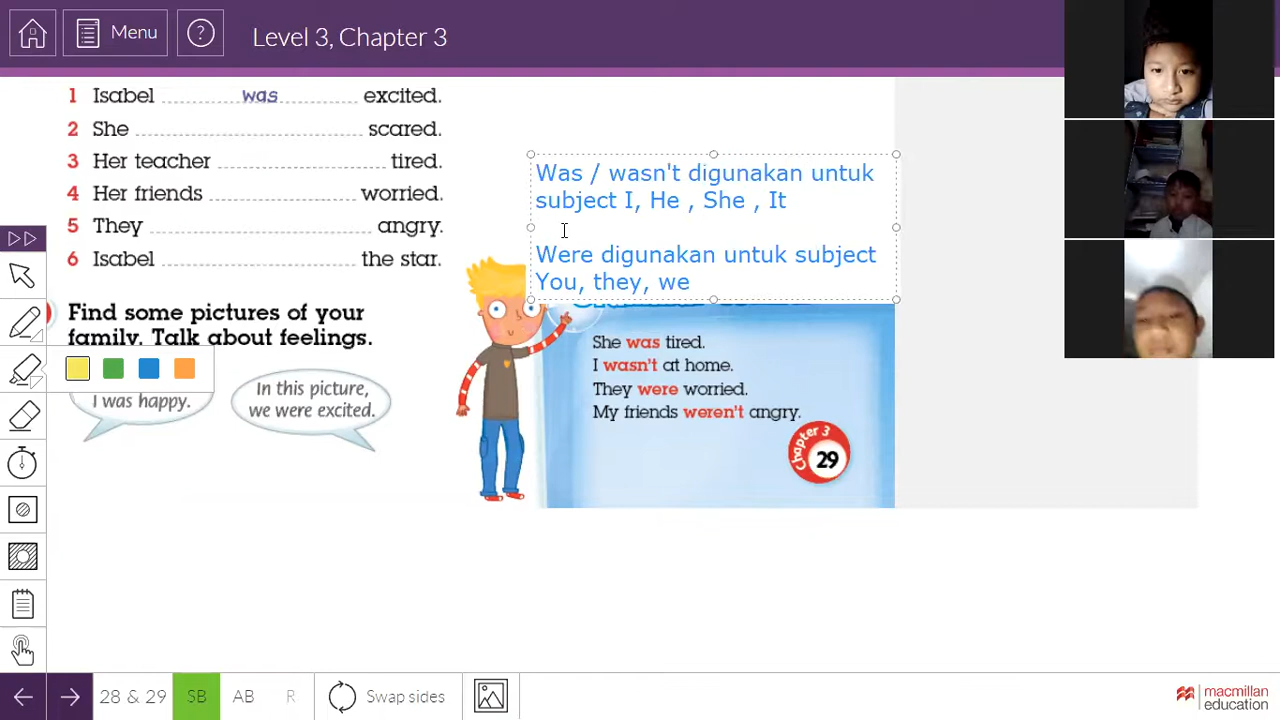 Menu
?
Level 3, Chapter 3
1 Isabel was excited.
2 She scared.
3 Her teacher tired.
4 Her friends worried.
5 They angry.
6 Isabel the star.
Was / wasn't digunakan untuk
subject I, He , She , It
Were digunakan untuk subject
You, they, we
Find some pictures of your
family. Talk about feelings.
I was happy.
In this picture,
we were excited.
She was tired.
I wasn't at home.
They were worried.
My friends weren't angry.
Chapter 3
29
28 & 29
SB
AB
R
Swap sides
macmillan
education